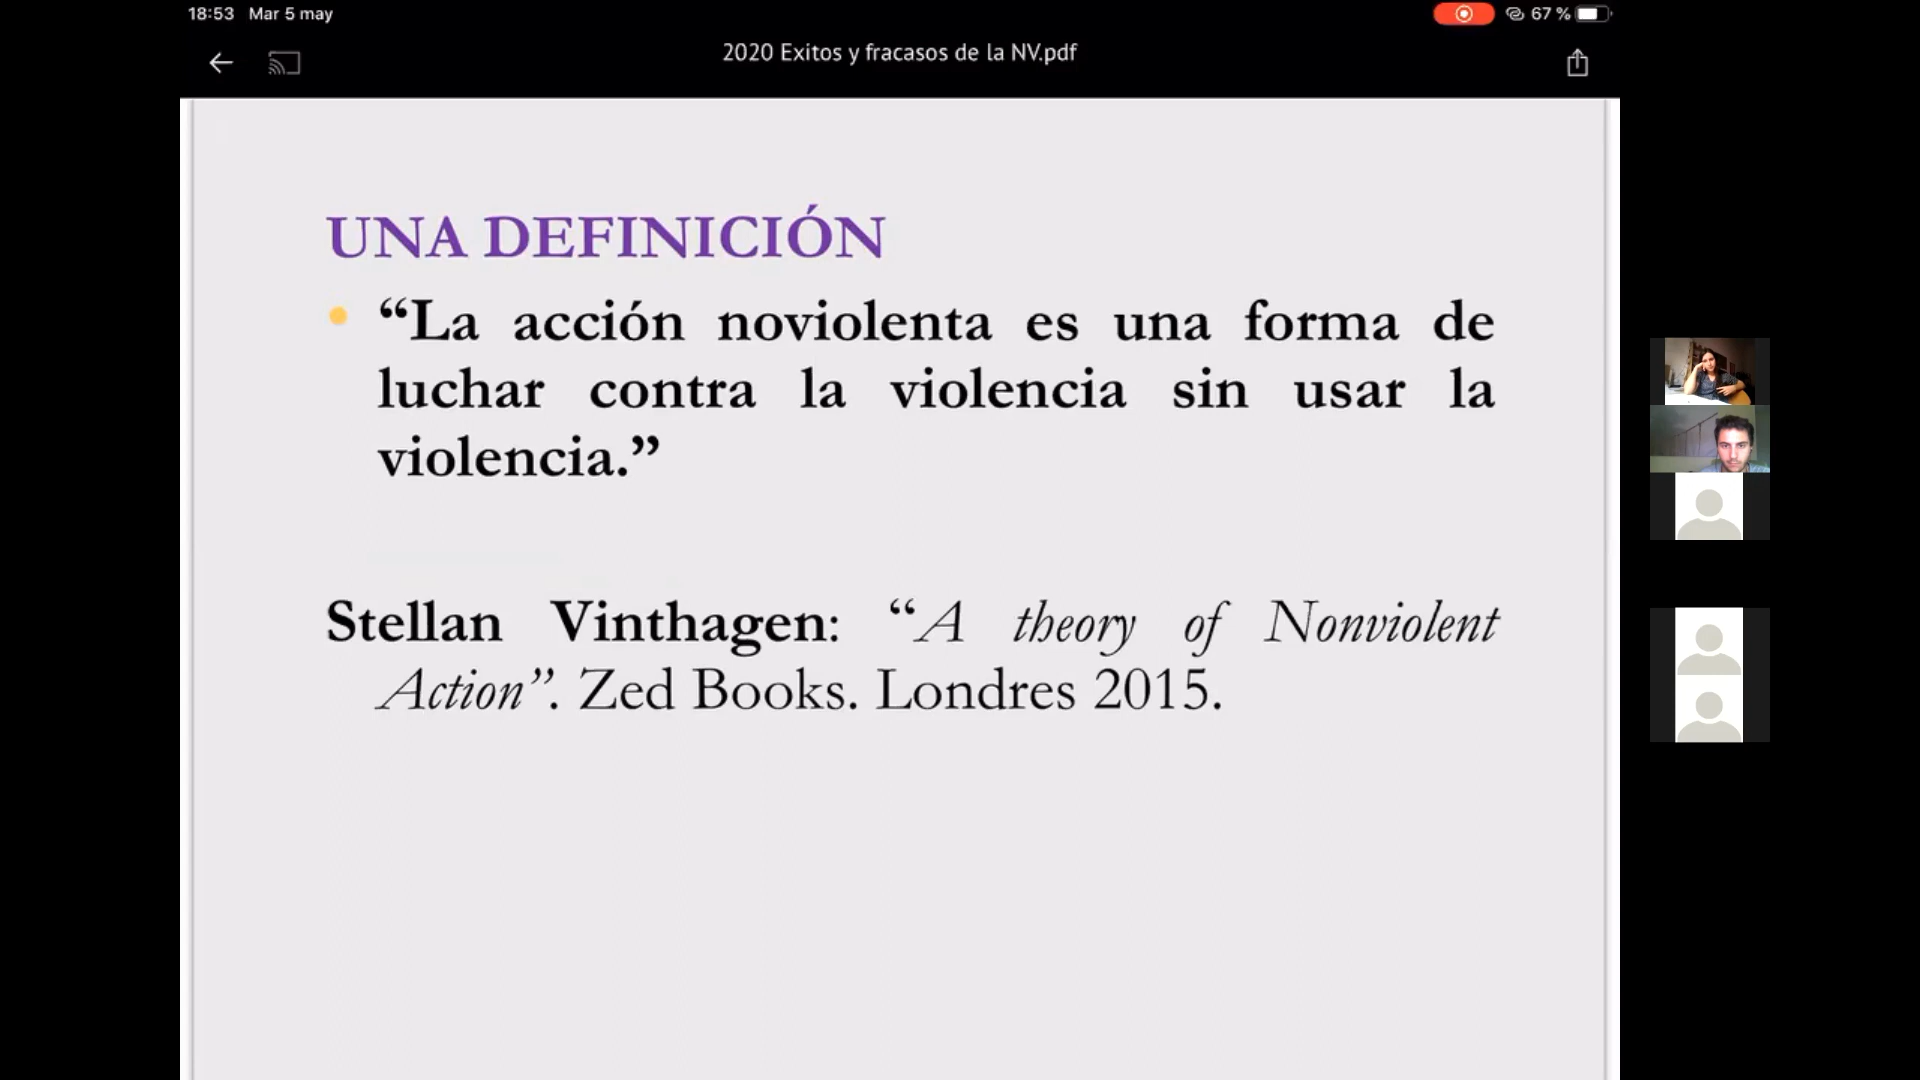 18:53 Mar 5 may
67 %
2020 Exitos y fracasos de la NV.pdf
UNA DEFINICIÓN
“La acción noviolenta es una forma de
luchar contra la violencia sin usar la
violencia.”
Stellan Vinthagen: “A theory of Nonviolent
Action”. Zed Books. Londres 2015.